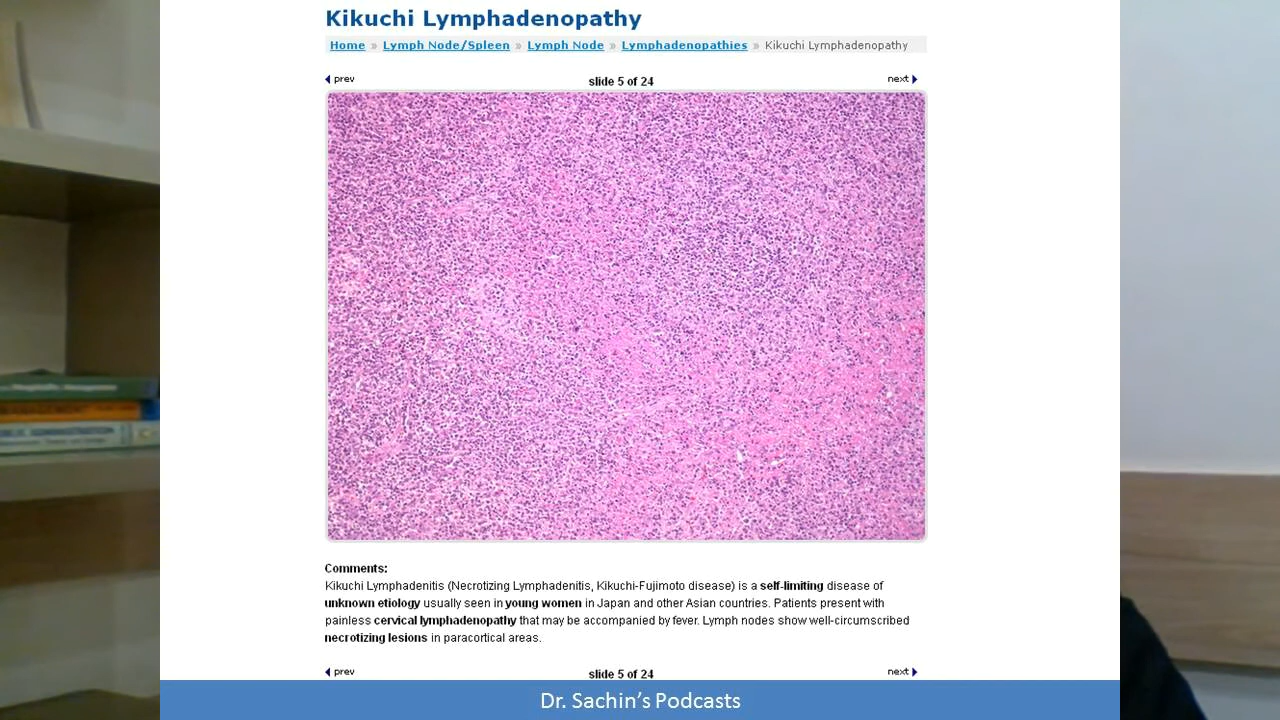 Kikuchi Lymphadenopathy
Home » Lymph Node/Spleen » Lymph Node » Lymphadenopathies » Kikuchi Lymphadenopathy
prev slide 5 of 24 next
Comments:
Kikuchi Lymphadenitis (Necrotizing Lymphadenitis, Kikuchi-Fujimoto disease) is a self-limiting disease of
unknown etiology usually seen in young women in Japan and other Asian countries. Patients present with
painless cervical lymphadenopathy that may be accompanied by fever. Lymph nodes show well-circumscribed
necrotizing lesions in paracortical areas.
prev slide 5 of 24 next
Dr. Sachin’s Podcasts